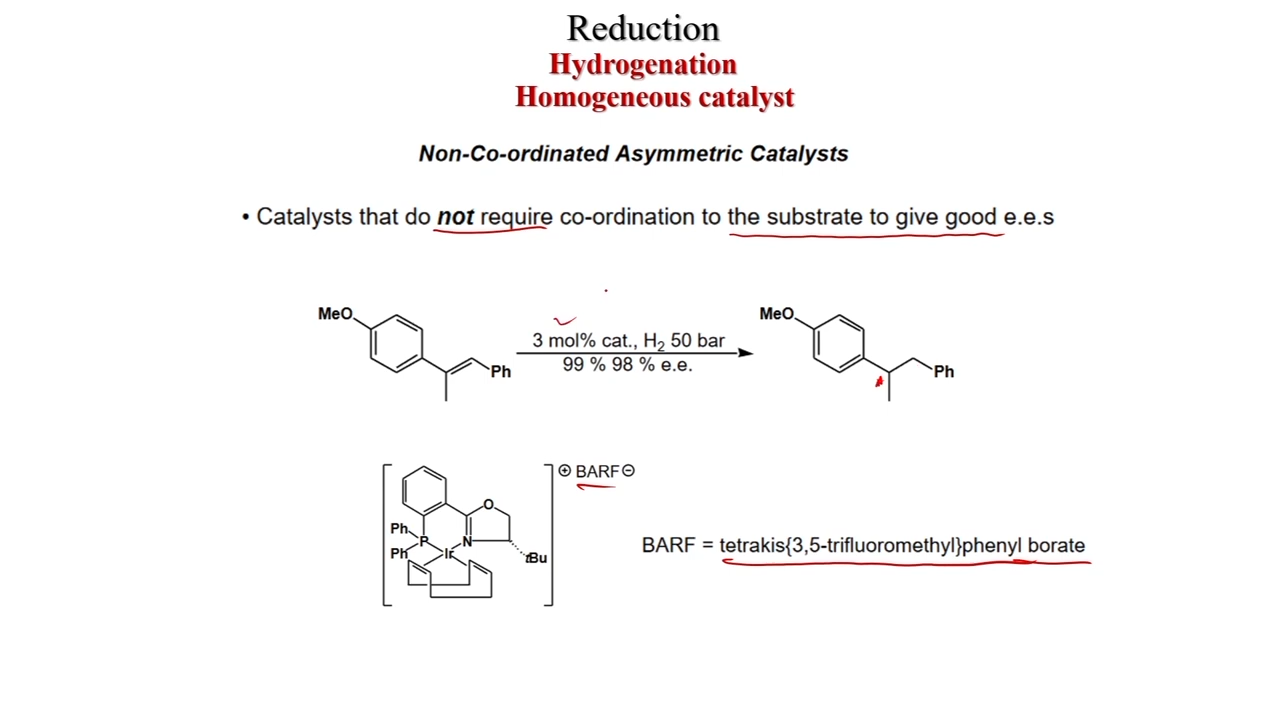 Reduction
Hydrogenation
Homogeneous catalyst
Non-Co-ordinated Asymmetric Catalysts
• Catalysts that do not require co-ordination to the substrate to give good e.e.s
MeO
Ph
3 mol% cat., H2 50 bar
99 % 98 % e.e.
MeO
Ph
⊕ BARF⊖
O
Ph
P
N
Ph
Ir
tBu
BARF = tetrakis{3,5-trifluoromethyl}phenyl borate